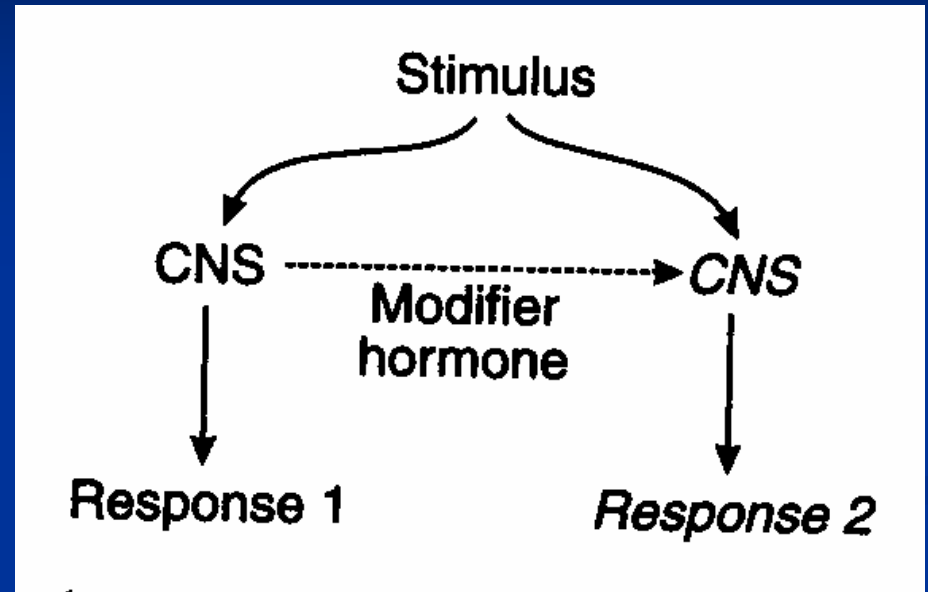 Stimulus
CNS
CNS
Modifier
hormone
Response 1
Response 2